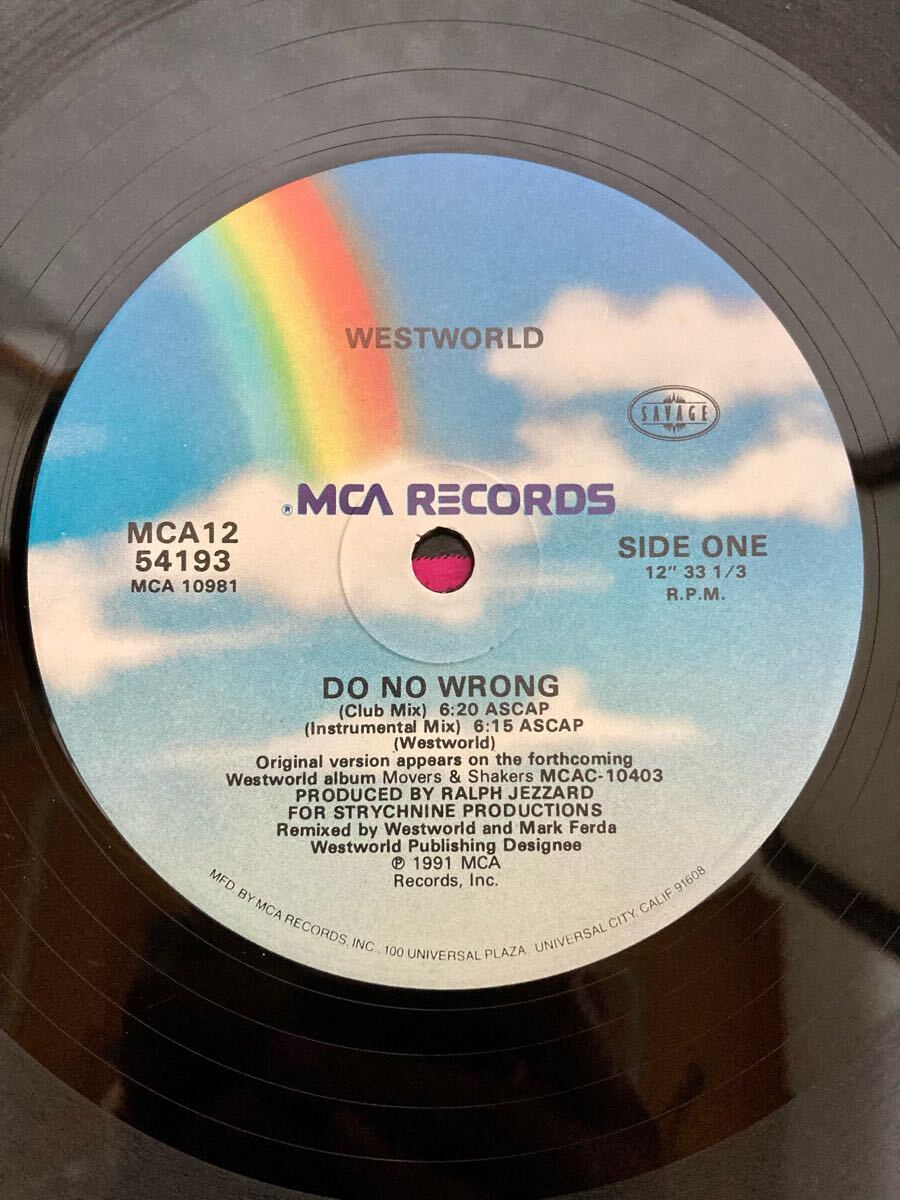 WESTWORLD
SAVAGE
® MCA RECORDS
MCA12
54193
MCA 10981
SIDE ONE
12" 33 1/3
R.P.M.
DO NO WRONG
(Club Mix) 6:20 ASCAP
(Instrumental Mix) 6:15 ASCAP
(Westworld)
Original version appears on the forthcoming
Westworld album Movers & Shakers MCAC-10403
PRODUCED BY RALPH JEZZARD
FOR STRYCHNINE PRODUCTIONS
Remixed by Westworld and Mark Ferda
Westworld Publishing Designee
℗ 1991 MCA
Records, Inc.
MFD. BY MCA RECORDS, INC., 100 UNIVERSAL PLAZA, UNIVERSAL CITY, CALIF 91608